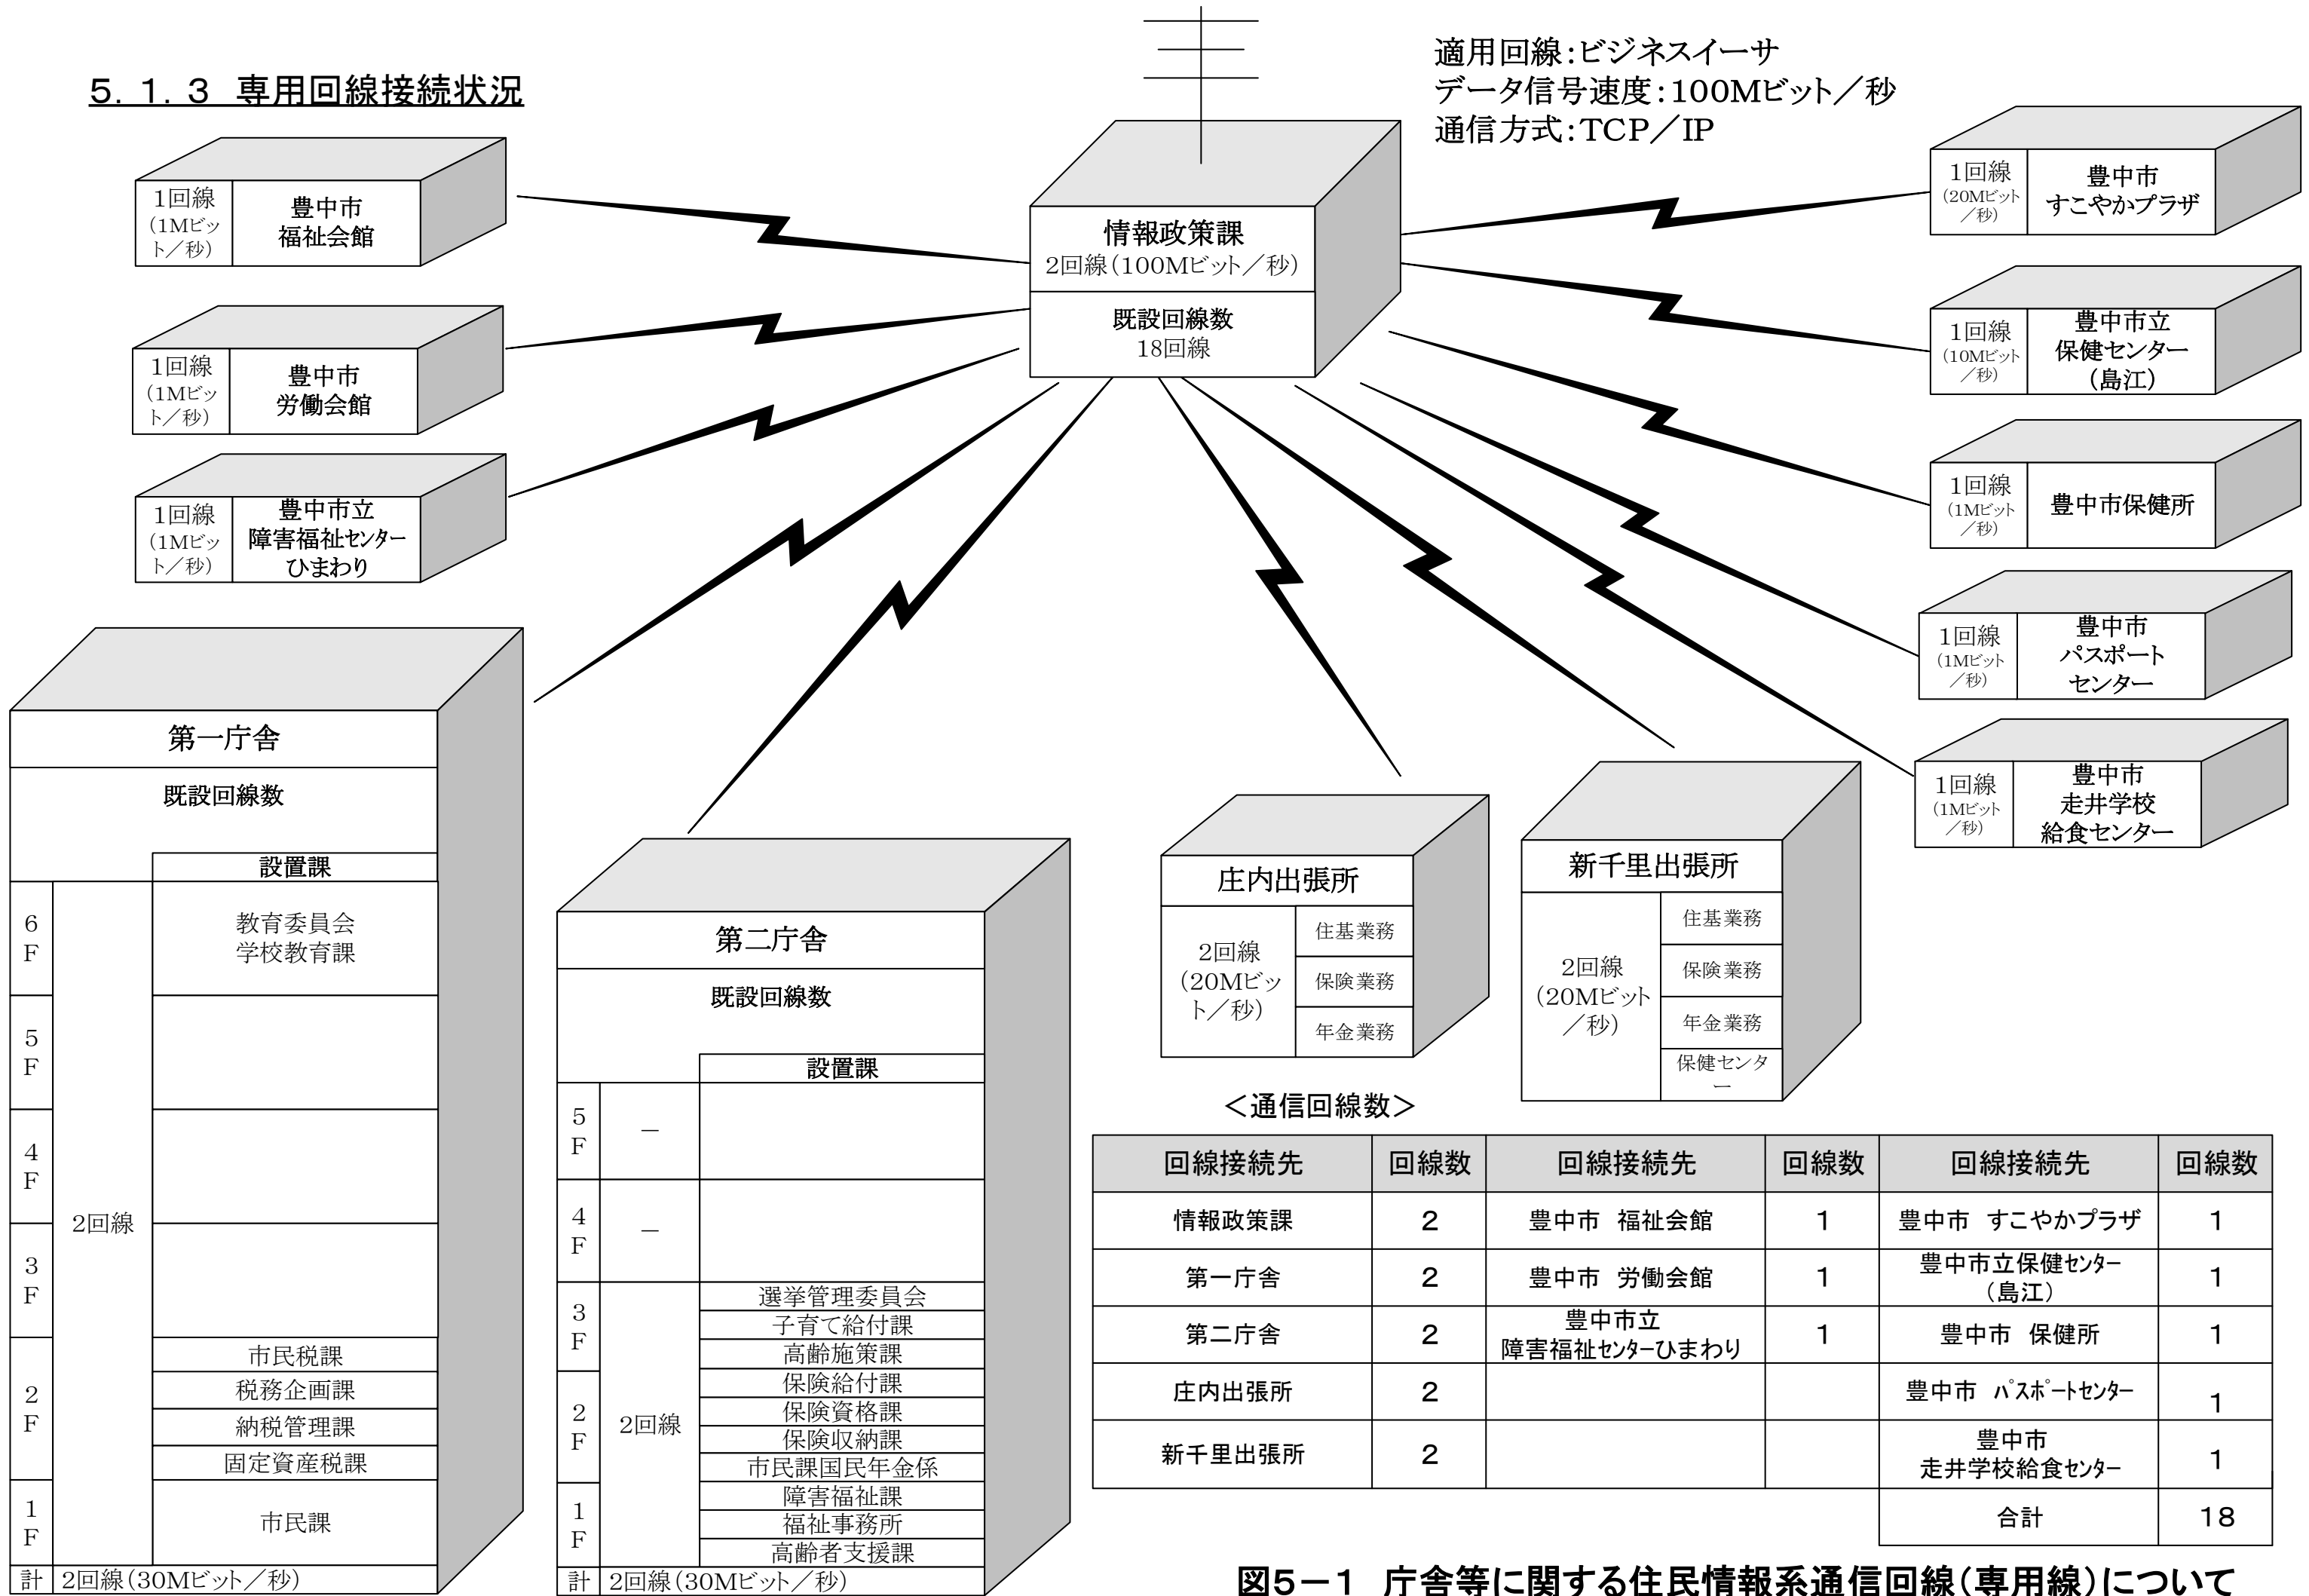 5．1．3　専用回線接続状況
適用回線：ビジネスイーサ
データ信号速度：100Mビット／秒
通信方式：TCP／IP
1回線
（1Mビッ
ト／秒）
豊中市
福祉会館
1回線
（1Mビッ
ト／秒）
豊中市
労働会館
1回線
（1Mビッ
ト／秒）
豊中市立
障害福祉ｾﾝﾀｰ
ひまわり
情報政策課
2回線（100Mビット／秒）
既設回線数
18回線
1回線
（20Mビット
／秒）
豊中市
すこやかプラザ
1回線
（10Mビット
／秒）
豊中市立
保健センター
（島江）
1回線
（1Mビット
／秒）
豊中市保健所
1回線
（1Mビット
／秒）
豊中市
パスポート
センター
1回線
（1Mビット
／秒）
豊中市
走井学校
給食センター
第一庁舎
既設回線数
設置課
6
F
教育委員会
学校教育課
5
F
4
F
3
F
2回線
2
F
市民税課
税務企画課
納税管理課
固定資産税課
1
F
市民課
計
2回線（30Mビット／秒）
第二庁舎
既設回線数
設置課
5
F
－
4
F
－
3
F
選挙管理委員会
子育て給付課
高齢施策課
2
F
2回線
保険給付課
保険資格課
保険収納課
市民課国民年金係
1
F
障害福祉課
福祉事務所
高齢者支援課
計
2回線（30Mビット／秒）
庄内出張所
2回線
（20Mビッ
ト／秒）
住基業務
保険業務
年金業務
新千里出張所
2回線
（20Mビット
／秒）
住基業務
保険業務
年金業務
保健センタ
ー
＜通信回線数＞
回線接続先 回線数 回線接続先 回線数 回線接続先 回線数
情報政策課 2 豊中市　福祉会館 1 豊中市　すこやかプラザ 1
第一庁舎 2 豊中市　労働会館 1 豊中市立保健ｾﾝﾀｰ
（島江） 1
第二庁舎 2 豊中市立
障害福祉ｾﾝﾀｰひまわり 1 豊中市　保健所 1
庄内出張所 2 豊中市　ﾊﾟｽﾎﾟｰﾄｾﾝﾀｰ 1
新千里出張所 2 豊中市
走井学校給食ｾﾝﾀｰ 1
合計 18
図5－1　庁舎等に関する住民情報系通信回線（専用線）について